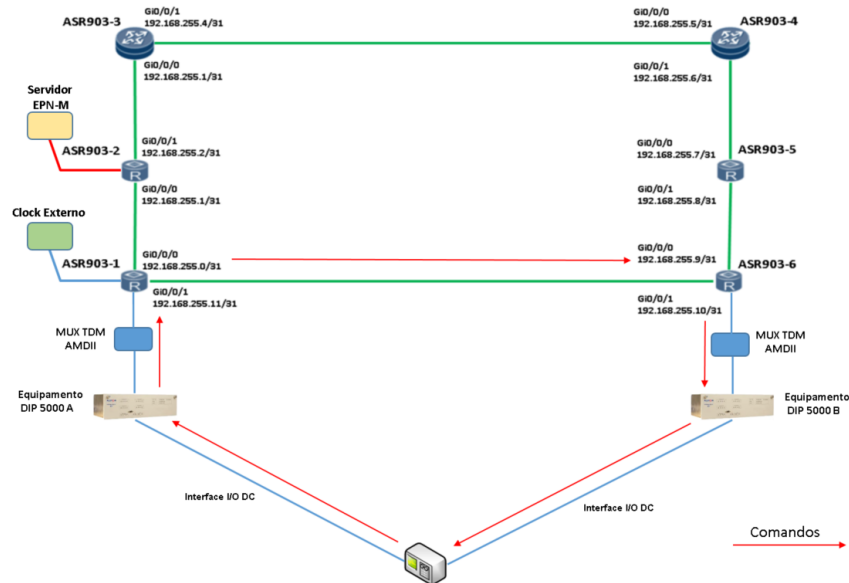 Gi0/0/1
192.168.255.4/31
ASR903-3
Gi0/0/0
192.168.255.5/31
ASR903-4
Gi0/0/0
192.168.255.1/31
Gi0/0/1
192.168.255.6/31
Servidor
EPN-M
Gi0/0/1
192.168.255.2/31
ASR903-2
Gi0/0/0
192.168.255.7/31
ASR903-5
R
R
Gi0/0/0
192.168.255.1/31
Gi0/0/1
192.168.255.8/31
Clock Externo
Gi0/0/0
192.168.255.0/31
ASR903-1
Gi0/0/0
192.168.255.9/31
ASR903-6
R
R
Gi0/0/1
192.168.255.11/31
Gi0/0/1
192.168.255.10/31
MUX TDM
AMDII
MUX TDM
AMDII
Equipamento
DIP 5000 A
Equipamento
DIP 5000 B
Interface I/O DC
Interface I/O DC
Comandos